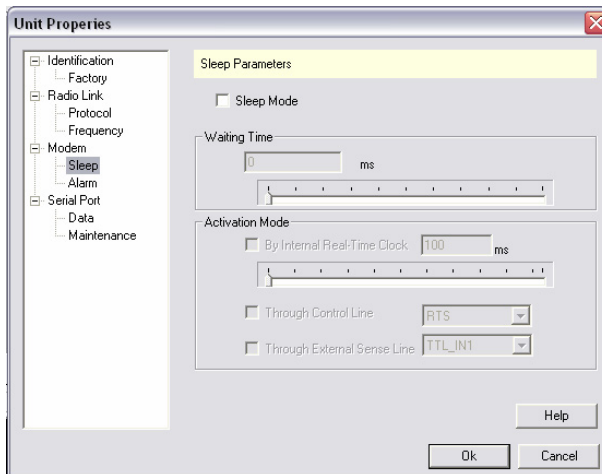 Unit Properies
Identification
Factory
Radio Link
Protocol
Frequency
Modem
Sleep
Alarm
Serial Port
Data
Maintenance
Sleep Parameters
Sleep Mode
Waiting Time
0 ms
Activation Mode
By Internal Real-Time Clock 100 ms
Through Control Line RTS
Through External Sense Line TTL_IN1
Help
Ok Cancel